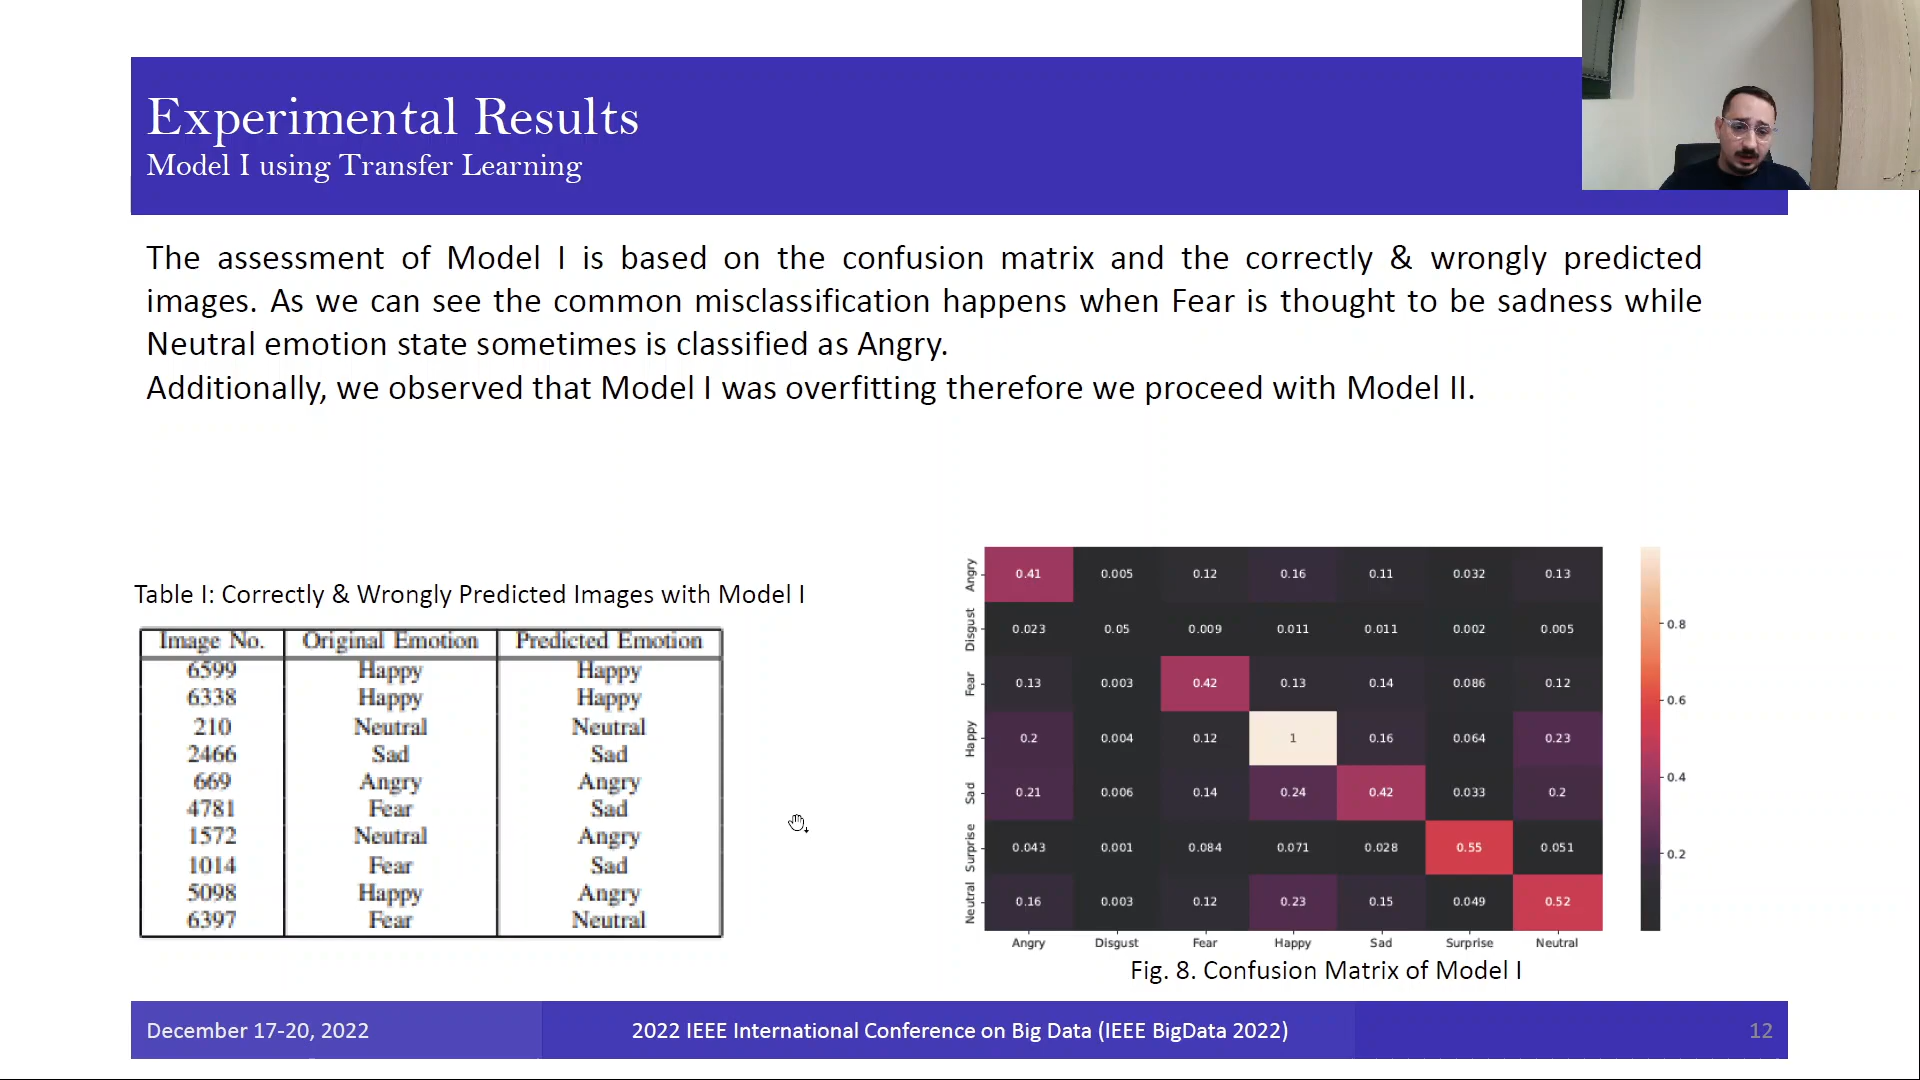 Experimental Results
Model I using Transfer Learning
The assessment of Model I is based on the confusion matrix and the correctly & wrongly predicted
images. As we can see the common misclassification happens when Fear is thought to be sadness while
Neutral emotion state sometimes is classified as Angry.
Additionally, we observed that Model I was overfitting therefore we proceed with Model II.
Table I: Correctly & Wrongly Predicted Images with Model I
Image No. Original Emotion Predicted Emotion
6599 Happy Happy
6338 Happy Happy
210 Neutral Neutral
2466 Sad Sad
669 Angry Angry
4781 Fear Sad
1572 Neutral Angry
1014 Fear Sad
5098 Happy Angry
6397 Fear Neutral
Angry 0.41 0.005 0.12 0.16 0.11 0.032 0.13
Disgust 0.023 0.05 0.009 0.011 0.011 0.002 0.005
Fear 0.13 0.003 0.42 0.13 0.14 0.086 0.12
Happy 0.2 0.004 0.12 1 0.16 0.064 0.23
Sad 0.21 0.006 0.14 0.24 0.42 0.033 0.2
Surprise 0.043 0.001 0.084 0.071 0.028 0.55 0.051
Neutral 0.16 0.003 0.12 0.23 0.15 0.049 0.52
Angry Disgust Fear Happy Sad Surprise Neutral
0.8
0.6
0.4
0.2
Fig. 8. Confusion Matrix of Model I
December 17-20, 2022
2022 IEEE International Conference on Big Data (IEEE BigData 2022)
12